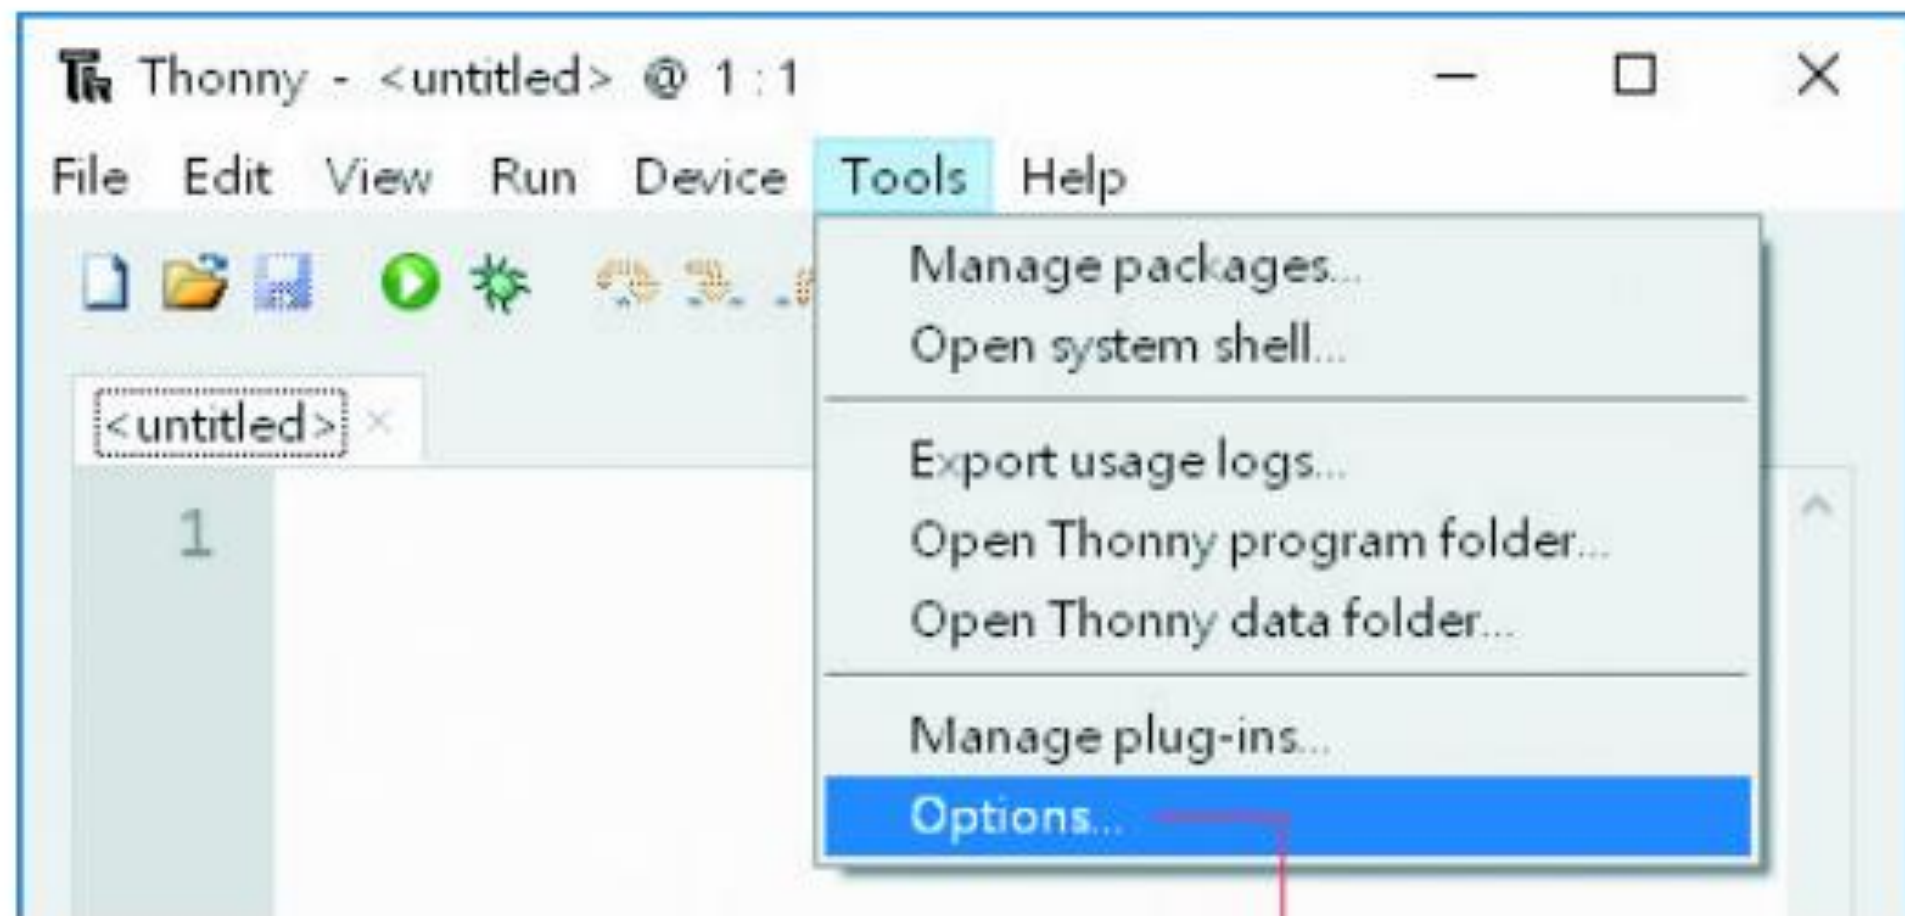 Thonny - <untitled> @ 1 : 1
File Edit View Run Device Tools Help
Manage packages...
Open system shell...
<untitled>
Export usage logs...
1
Open Thonny program folder...
Open Thonny data folder...
Manage plug-ins...
Options...